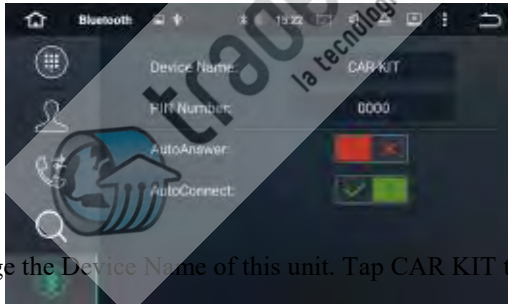 Bluetooth 15:22
Device Name: CAR-KIT
PIN Number: 0000
AutoAnswer:
AutoConnect:
la tecnolog
ge the Device Name of this unit. Tap CAR KIT t